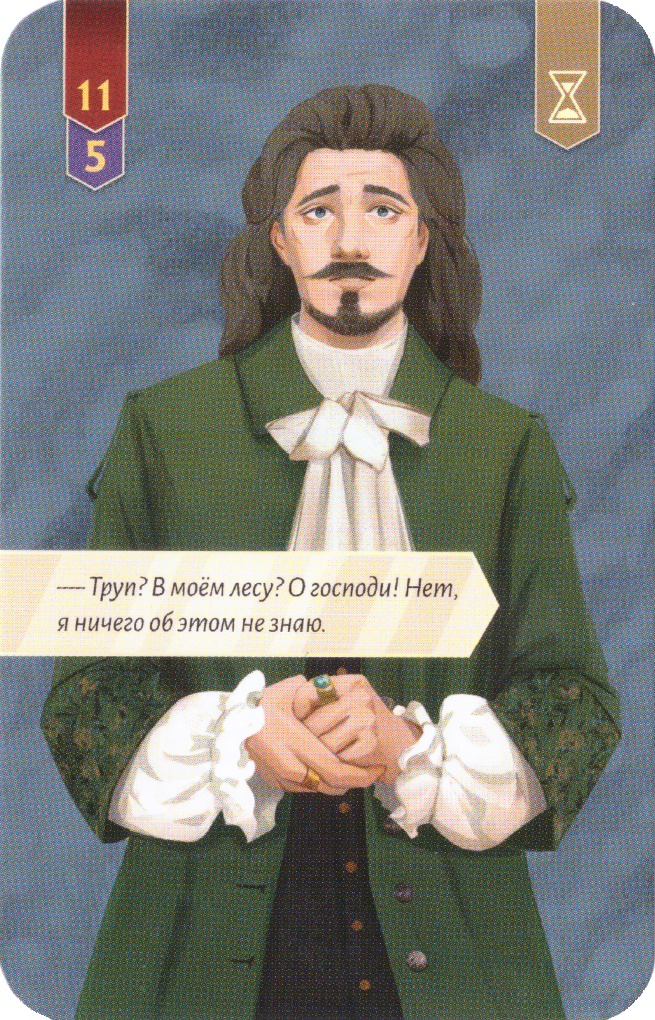 11
5
— Труп? В моём лесу? О господи! Нет,
я ничего об этом не знаю.